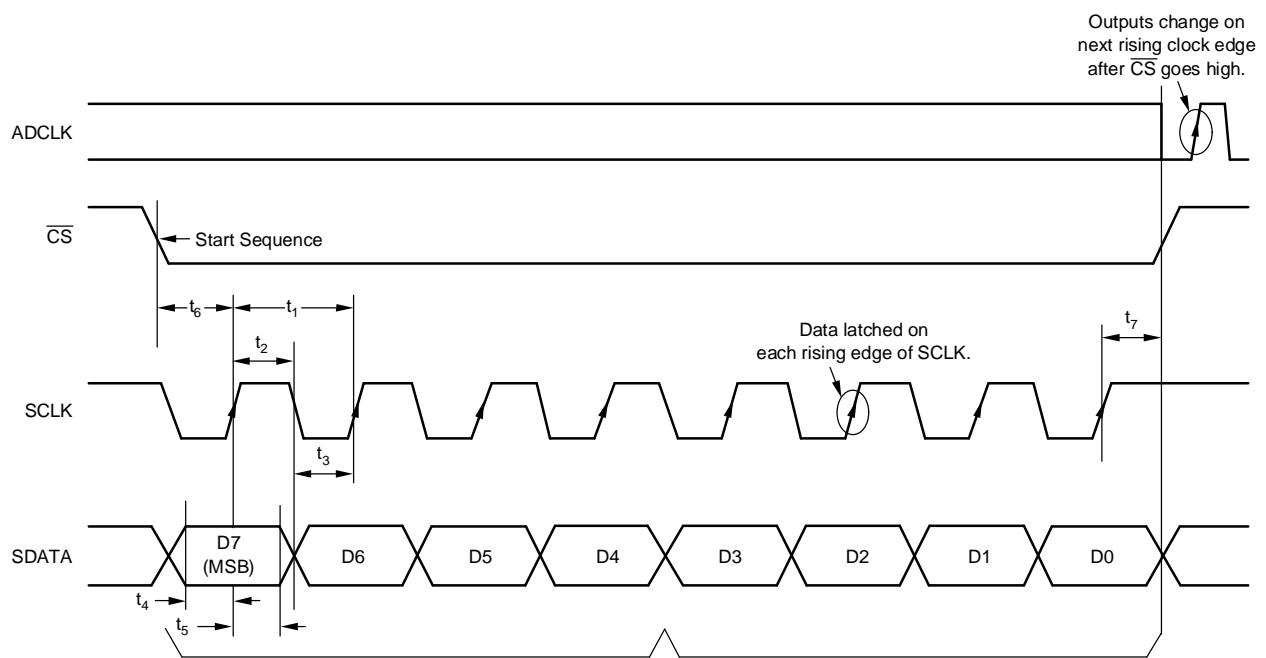 Outputs change on
next rising clock edge
after CS goes high.
ADCLK
CS
Start Sequence
t6
t1
t2
t7
Data latched on
each rising edge of SCLK.
SCLK
t3
SDATA
D7
(MSB)
D6
D5
D4
D3
D2
D1
D0
t4
t5